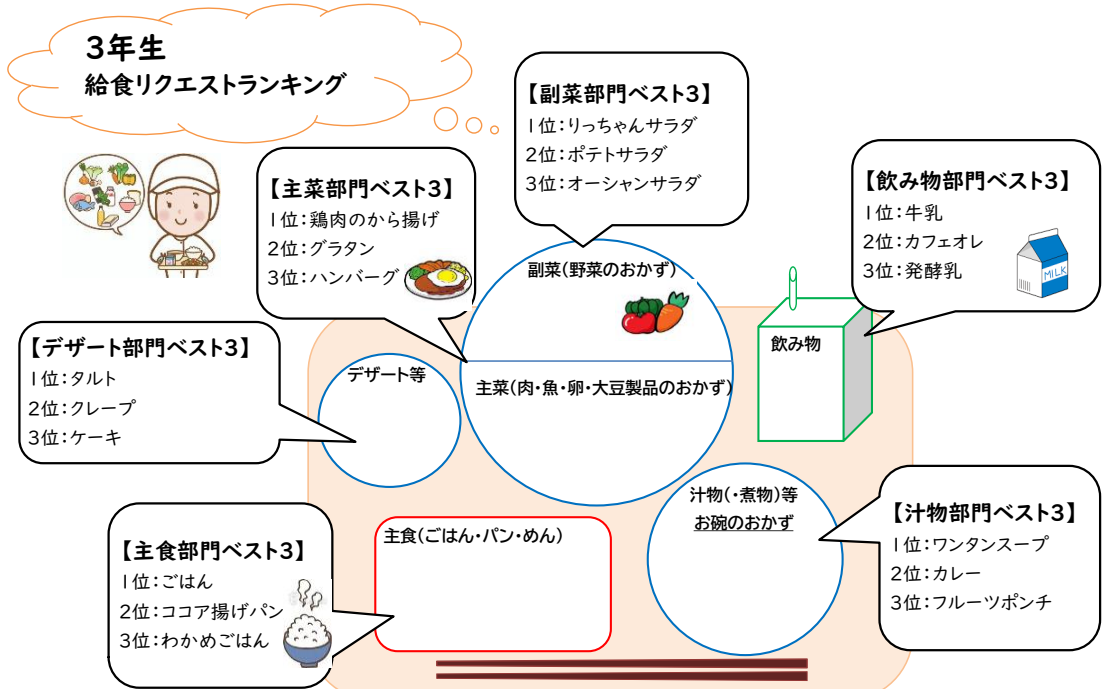 3年生
給食リクエストランキング
【副菜部門ベスト3】
1位：りっちゃんサラダ
2位：ポテトサラダ
3位：オーシャンサラダ
【主菜部門ベスト3】
1位：鶏肉のから揚げ
2位：グラタン
3位：ハンバーグ
【飲み物部門ベスト3】
1位：牛乳
2位：カフェオレ
3位：発酵乳
MILK
副菜(野菜のおかず)
飲み物
【デザート部門ベスト3】
1位：タルト
2位：クレープ
3位：ケーキ
デザート等
主菜(肉・魚・卵・大豆製品のおかず)
汁物(・煮物)等
お碗のおかず
【汁物部門ベスト3】
1位：ワンタンスープ
2位：カレー
3位：フルーツポンチ
主食(ごはん・パン・めん)
【主食部門ベスト3】
1位：ごはん
2位：ココア揚げパン
3位：わかめごはん